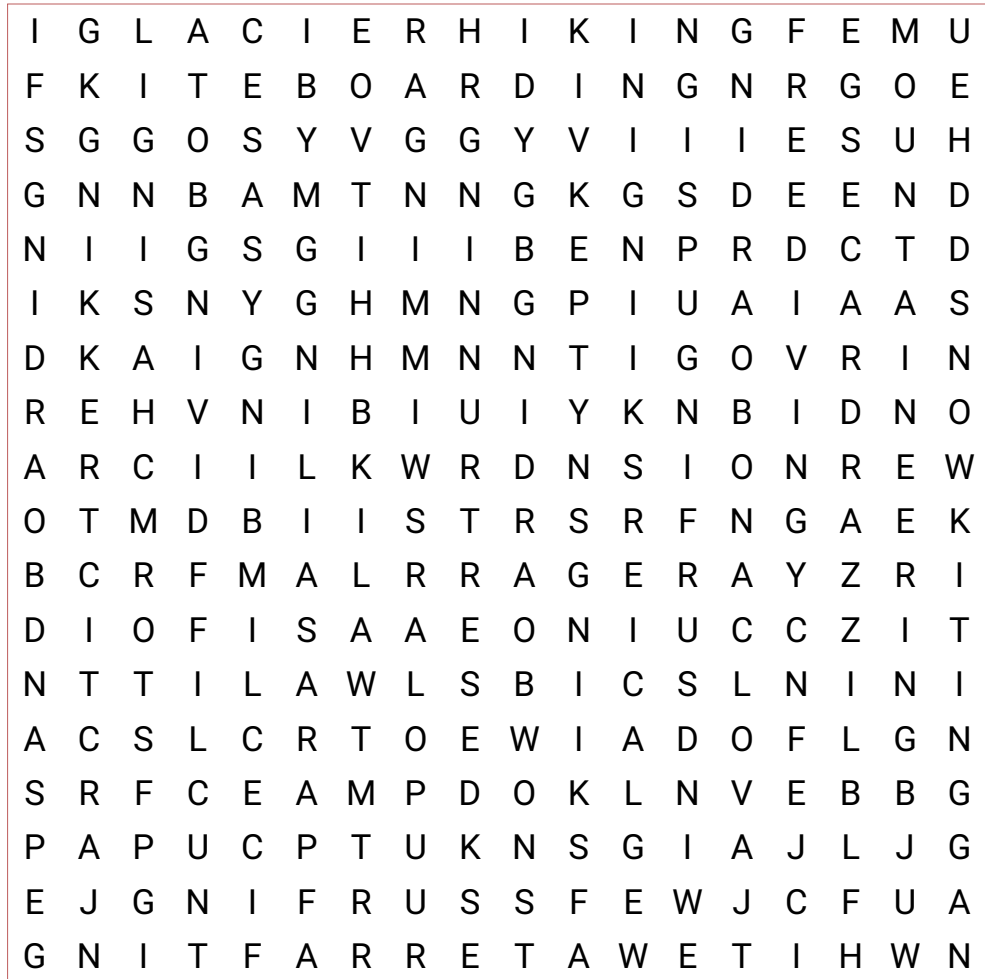 I G L A C I E R H I K I N G F E M U
F K I T E B O A R D I N G N R G O E
S G G O S Y V G G Y V I I I E S U H
G N N B A M T N N G K G S D E E N D
N I I G S G I I I B E N P R D C T D
I K S N Y G H M N G P I U A I A A S
D K A I G N H M N N T I G O V R I N
R E H V N I B I U I Y K N B I D N O
A R C I I L K W R D N S I O N R E W
O T M D B I I S T R S R F N G A E K
B C R F M A L R R A G E R A Y Z R I
D I O F I S A A E O N I U C C Z I T
N T T I L A W L S B I C S L N I N I
A C S L C R T O E W I A D O F L G N
S R F C E A M P D O K L N V E B B G
P A P U C P T U K N S G I A J L J G
E J G N I F R U S S F E W J C F U A
G N I T F A R R E T A W E T I H W N